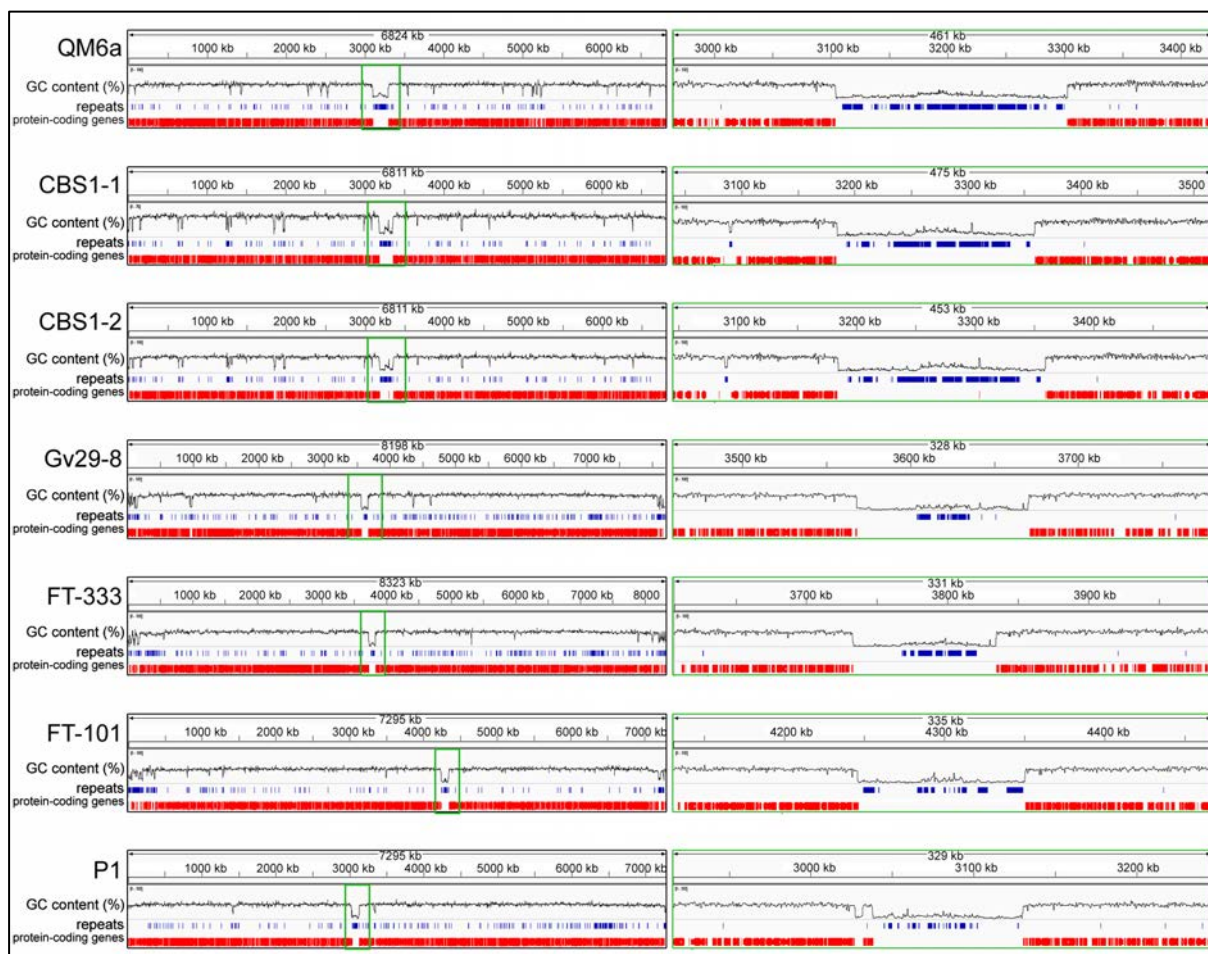 QM6a
6824 kb
1000 kb 2000 kb 3000 kb 4000 kb 5000 kb 6000 kb
461 kb
3000 kb 3100 kb 3200 kb 3300 kb 3400 kb
GC content (%)
repeats
protein-coding genes
CBS1-1
6811 kb
1000 kb 2000 kb 3000 kb 4000 kb 5000 kb 6000 kb
475 kb
3100 kb 3200 kb 3300 kb 3400 kb 3500 kb
GC content (%)
repeats
protein-coding genes
CBS1-2
6811 kb
1000 kb 2000 kb 3000 kb 4000 kb 5000 kb 6000 kb
453 kb
3100 kb 3200 kb 3300 kb 3400 kb
GC content (%)
repeats
protein-coding genes
Gv29-8
8198 kb
1000 kb 2000 kb 3000 kb 4000 kb 5000 kb 6000 kb 7000 kb
328 kb
3500 kb 3600 kb 3700 kb
GC content (%)
repeats
protein-coding genes
FT-333
8323 kb
1000 kb 2000 kb 3000 kb 4000 kb 5000 kb 6000 kb 7000 kb 8000
331 kb
3700 kb 3800 kb 3900 kb
GC content (%)
repeats
protein-coding genes
FT-101
7295 kb
1000 kb 2000 kb 3000 kb 4000 kb 5000 kb 6000 kb 7000 kb
335 kb
4200 kb 4300 kb 4400 kb
GC content (%)
repeats
protein-coding genes
P1
7295 kb
1000 kb 2000 kb 3000 kb 4000 kb 5000 kb 6000 kb 7000 kb
329 kb
3000 kb 3100 kb 3200 kb
GC content (%)
repeats
protein-coding genes